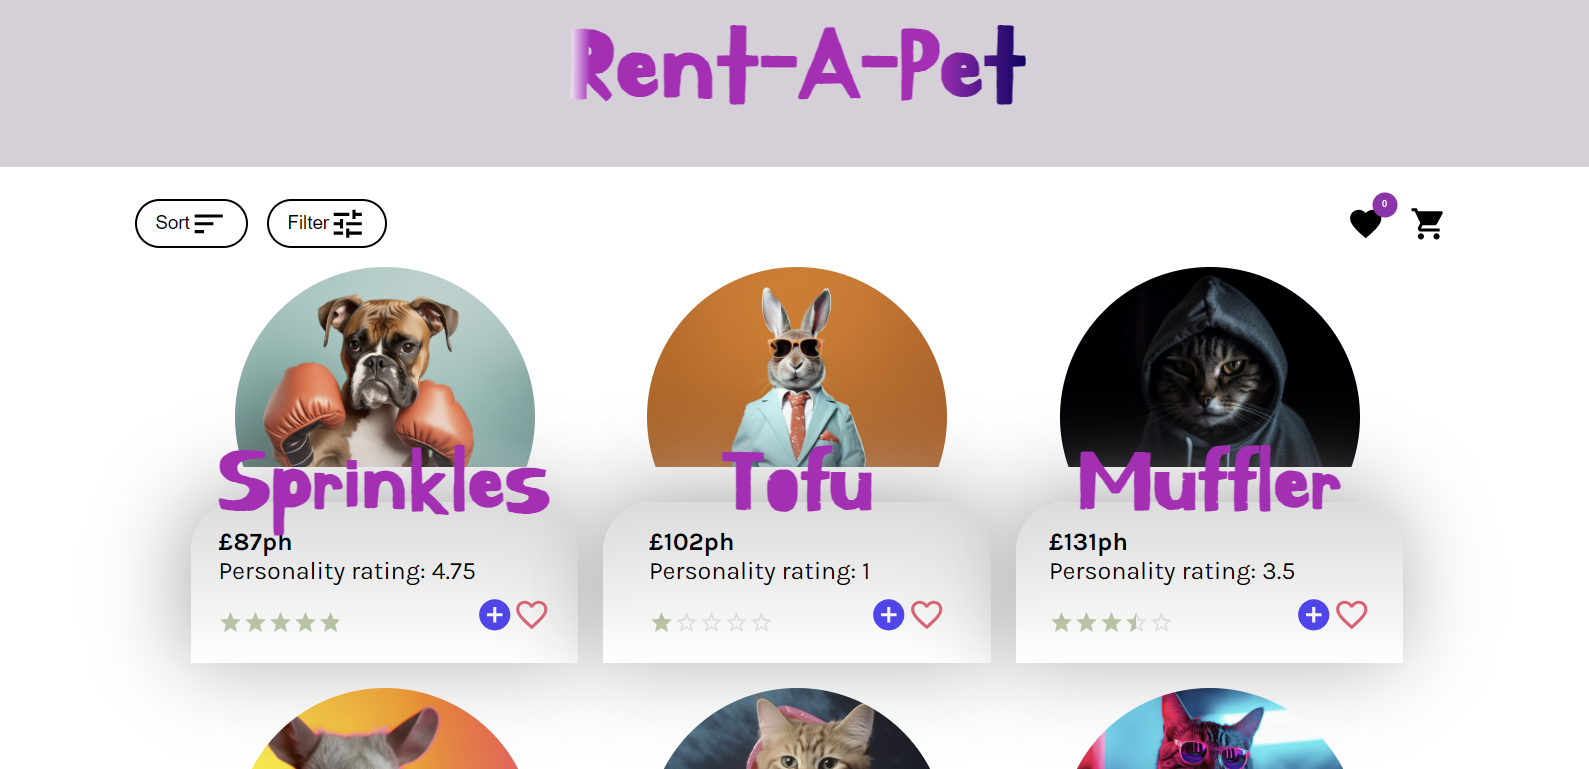 Rent-A-Pet
Sort
Filter
0
Sprinkles
£87ph
Personality rating: 4.75
Tofu
£102ph
Personality rating: 1
Muffler
£131ph
Personality rating: 3.5